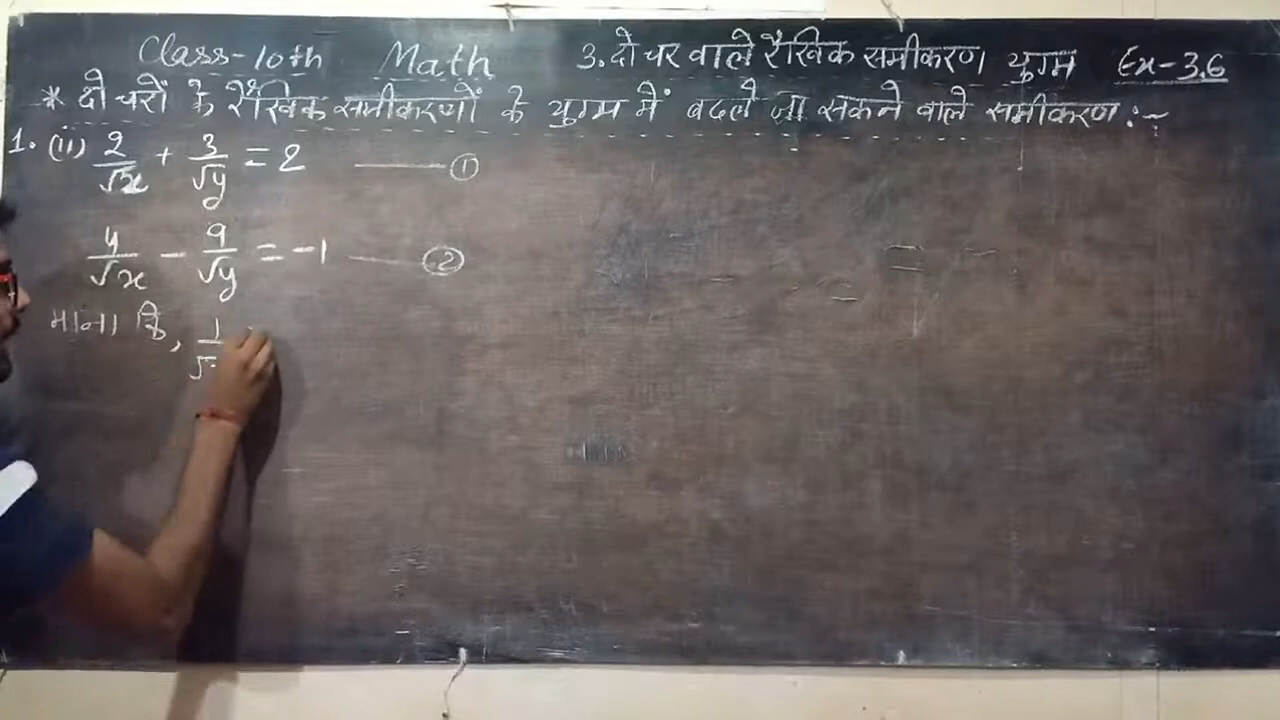 Class-10th Math 3. दो चर वाले रैखिक समीकरण युग्म Ex-3.6
* दो चरों के रैखिक समीकरणों के युग्म में बदले जा सकने वाले समीकरण :~
1. (ii) 2/√x + 3/√y = 2 ——— ①
4/√x - 9/√y = -1 ——— ②
माना कि, 1/√